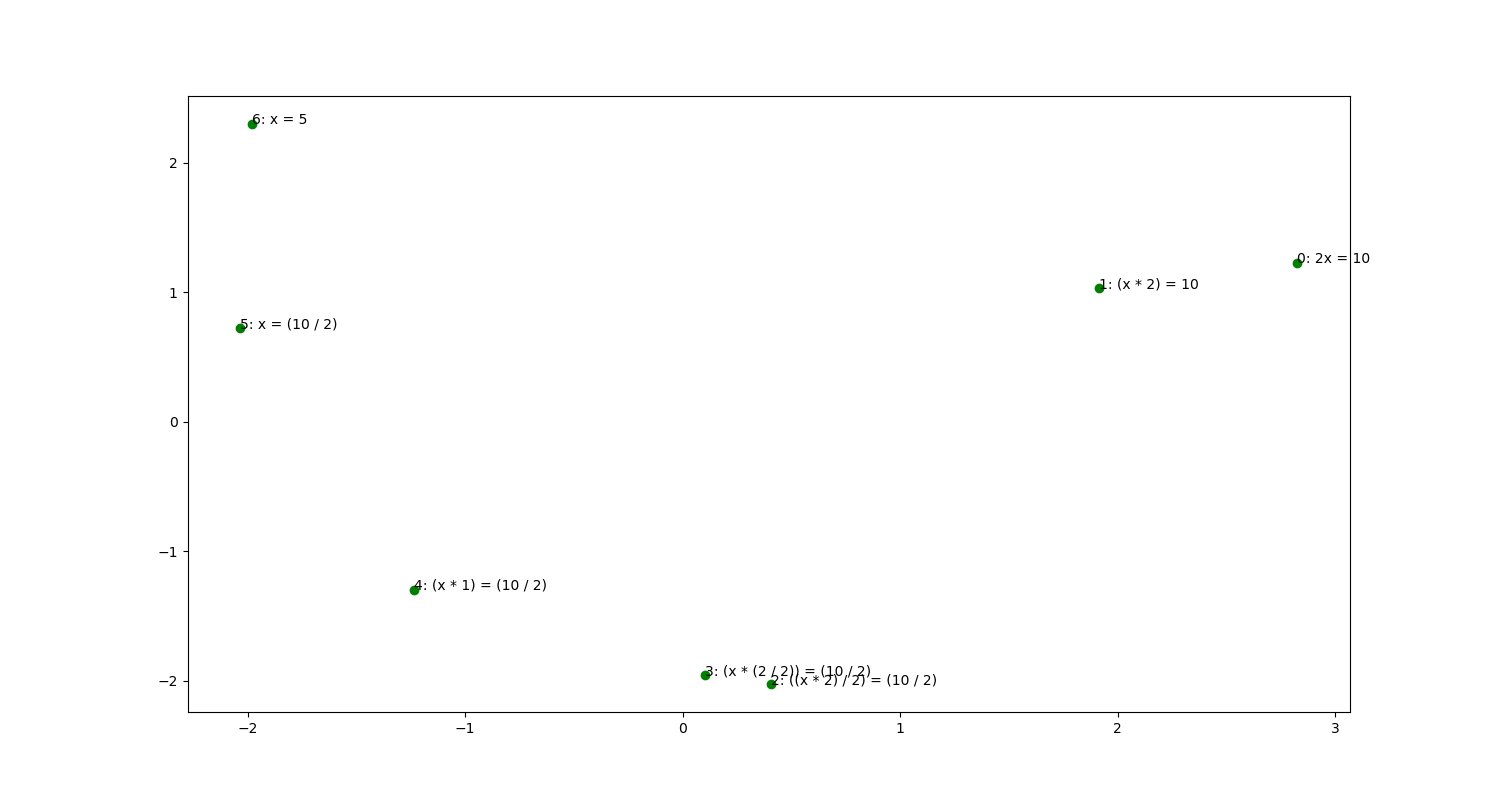 6: x = 5
2
0: 2x = 10
1: (x * 2) = 10
1
5: x = (10 / 2)
0
−1
4: (x * 1) = (10 / 2)
3: (x * (2 / 2)) = (10 / 2)
2: ((x * 2) / 2) = (10 / 2)
−2
−2 −1 0 1 2 3